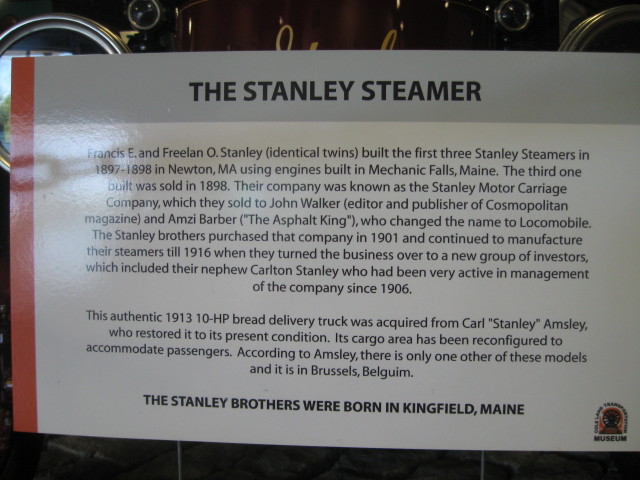 THE STANLEY STEAMER
Francis E. and Freelan O. Stanley (identical twins) built the first three Stanley Steamers in
1897-1898 in Newton, MA using engines built in Mechanic Falls, Maine. The third one
built was sold in 1898. Their company was known as the Stanley Motor Carriage
Company, which they sold to John Walker (editor and publisher of Cosmopolitan
magazine) and Amzi Barber ("The Asphalt King"), who changed the name to Locomobile.
The Stanley brothers purchased that company in 1901 and continued to manufacture
their steamers till 1916 when they turned the business over to a new group of investors,
which included their nephew Carlton Stanley who had been very active in management
of the company since 1906.
This authentic 1913 10-HP bread delivery truck was acquired from Carl "Stanley" Amsley,
who restored it to its present condition. Its cargo area has been reconfigured to
accommodate passengers. According to Amsley, there is only one other of these models
and it is in Brussels, Belguim.
THE STANLEY BROTHERS WERE BORN IN KINGFIELD, MAINE
MUSEUM